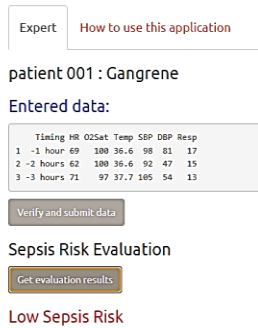 Expert How to use this application
patient 001 : Gangrene
Entered data:
Timing HR O2Sat Temp SBP DBP Resp
1 -1 hour 69 100 36.6 98 81 17
2 -2 hours 62 100 36.6 92 47 15
3 -3 hours 71 97 37.7 105 54 13
Verify and submit data
Sepsis Risk Evaluation
Get evaluation results
Low Sepsis Risk